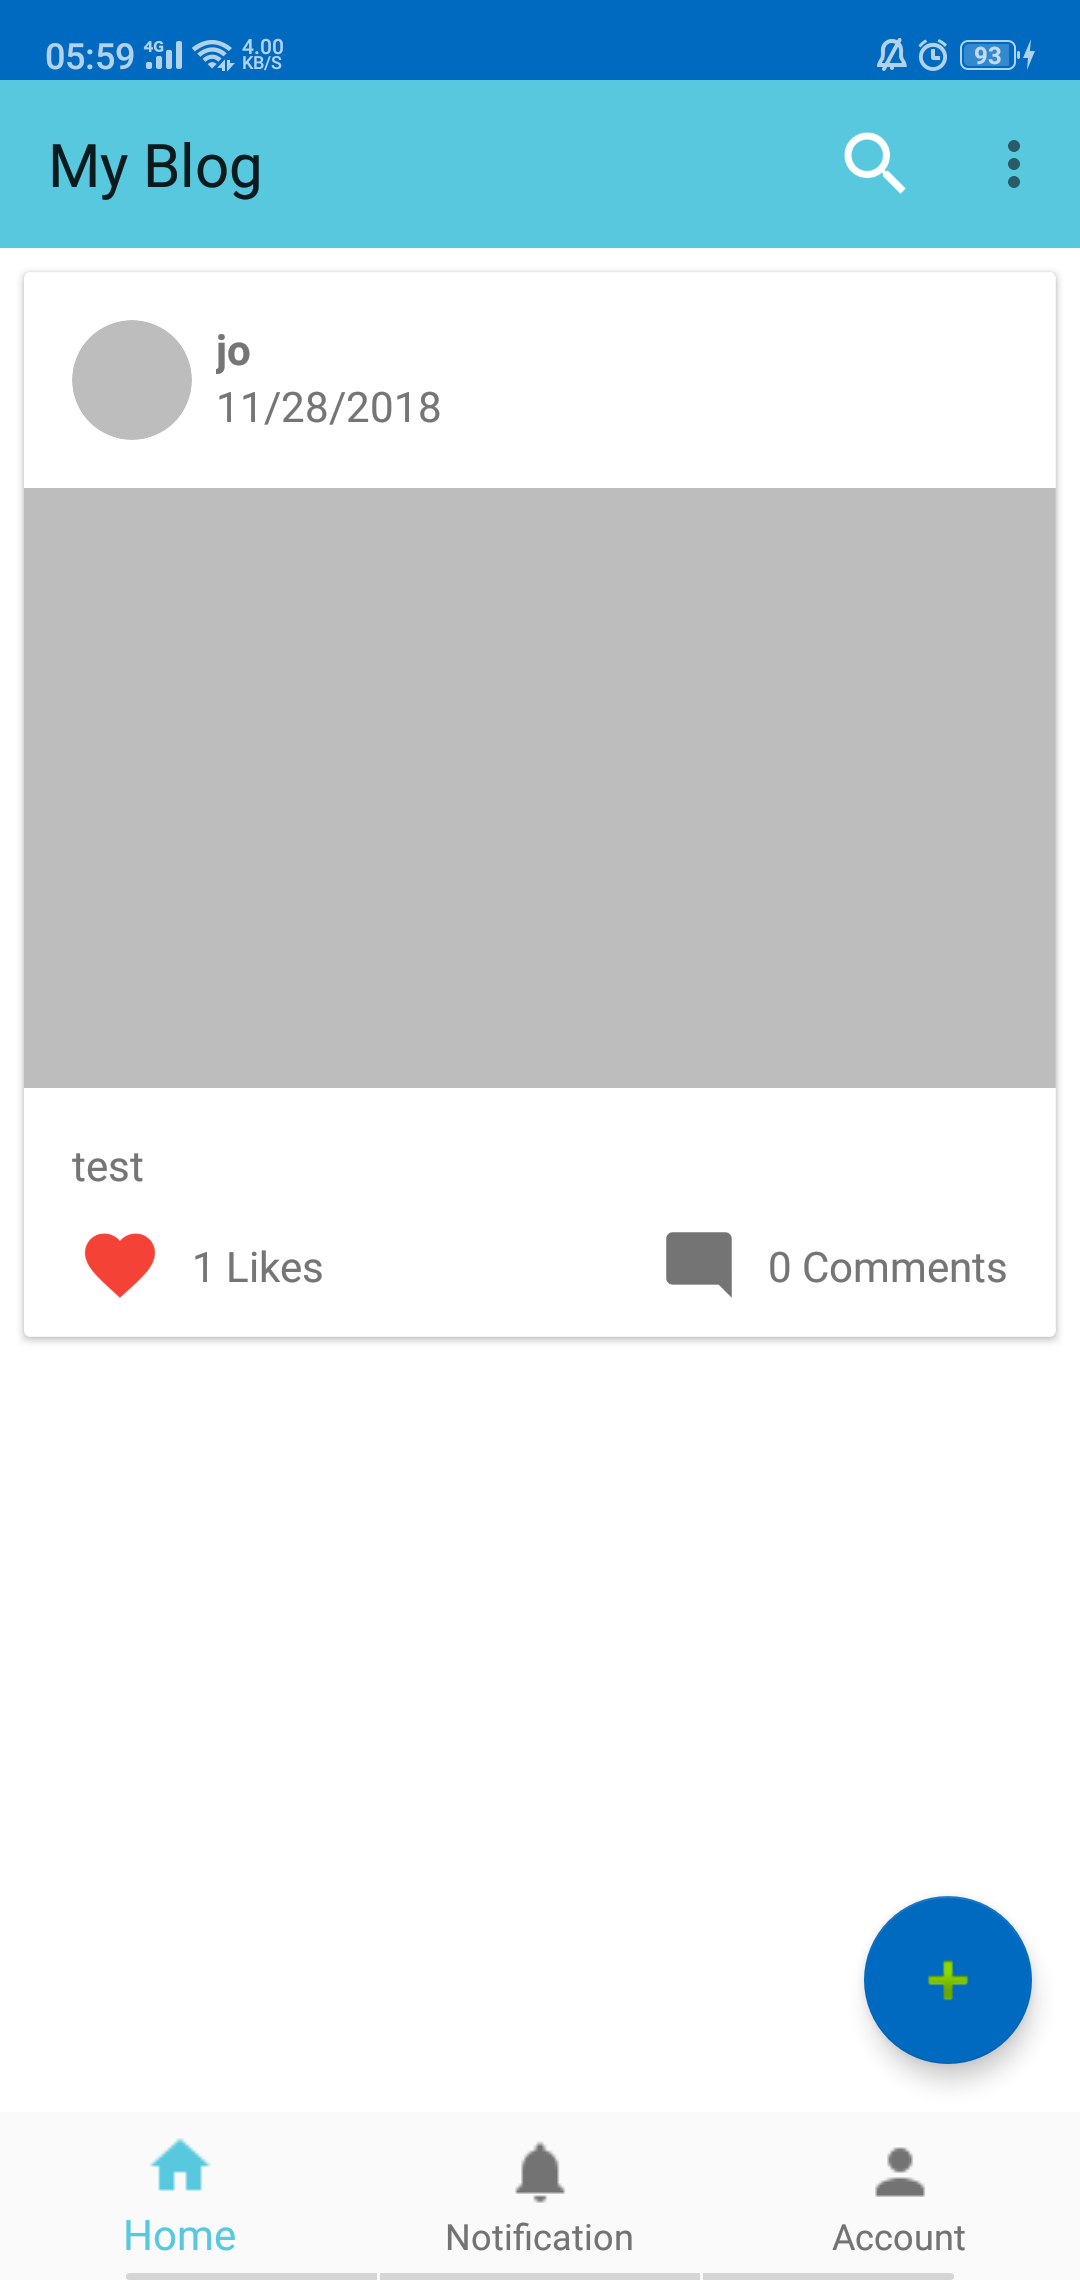 05:59 4G 4.00 KB/S 93
My Blog
jo
11/28/2018
test
1 Likes 0 Comments
Home Notification Account